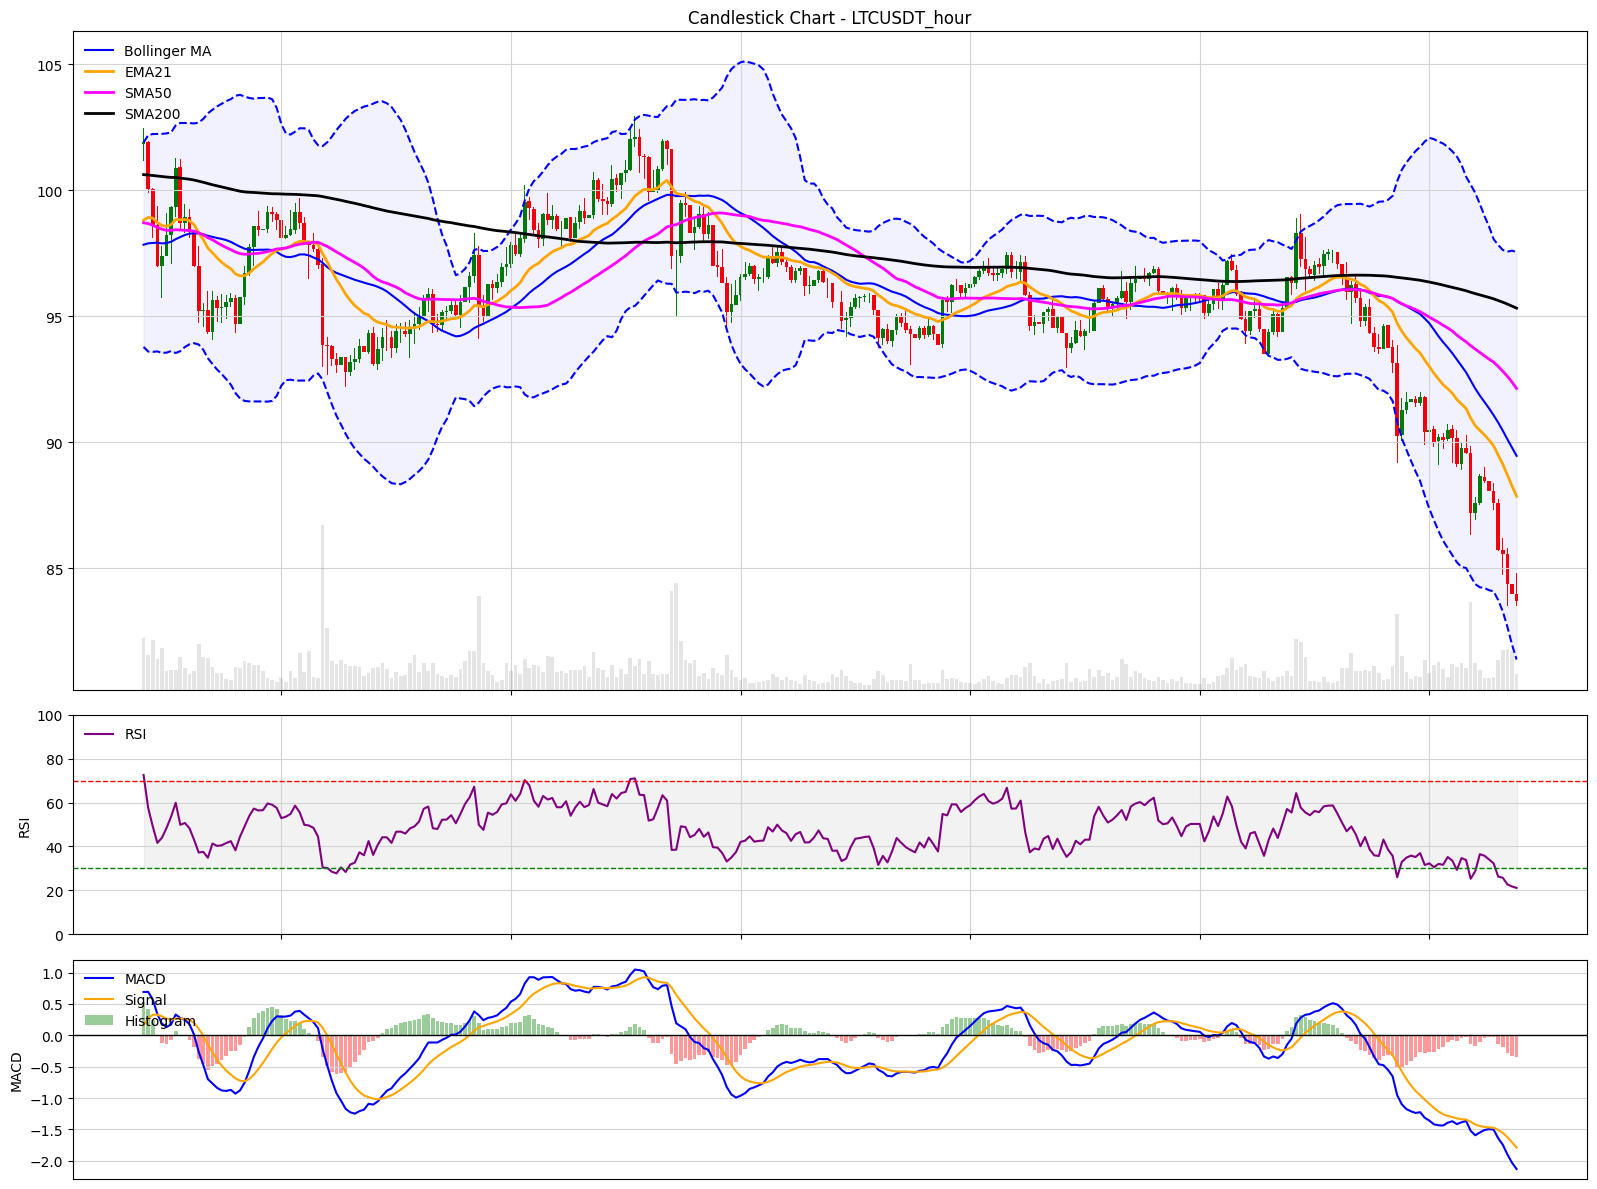 Candlestick Chart - LTCUSDT_hour
Bollinger MA
EMA21
SMA50
SMA200
105
100
95
90
85
RSI
100
80
60
40
20
0
RSI
MACD
Signal
Histogram
1.0
0.5
0.0
−0.5
−1.0
−1.5
−2.0
MACD